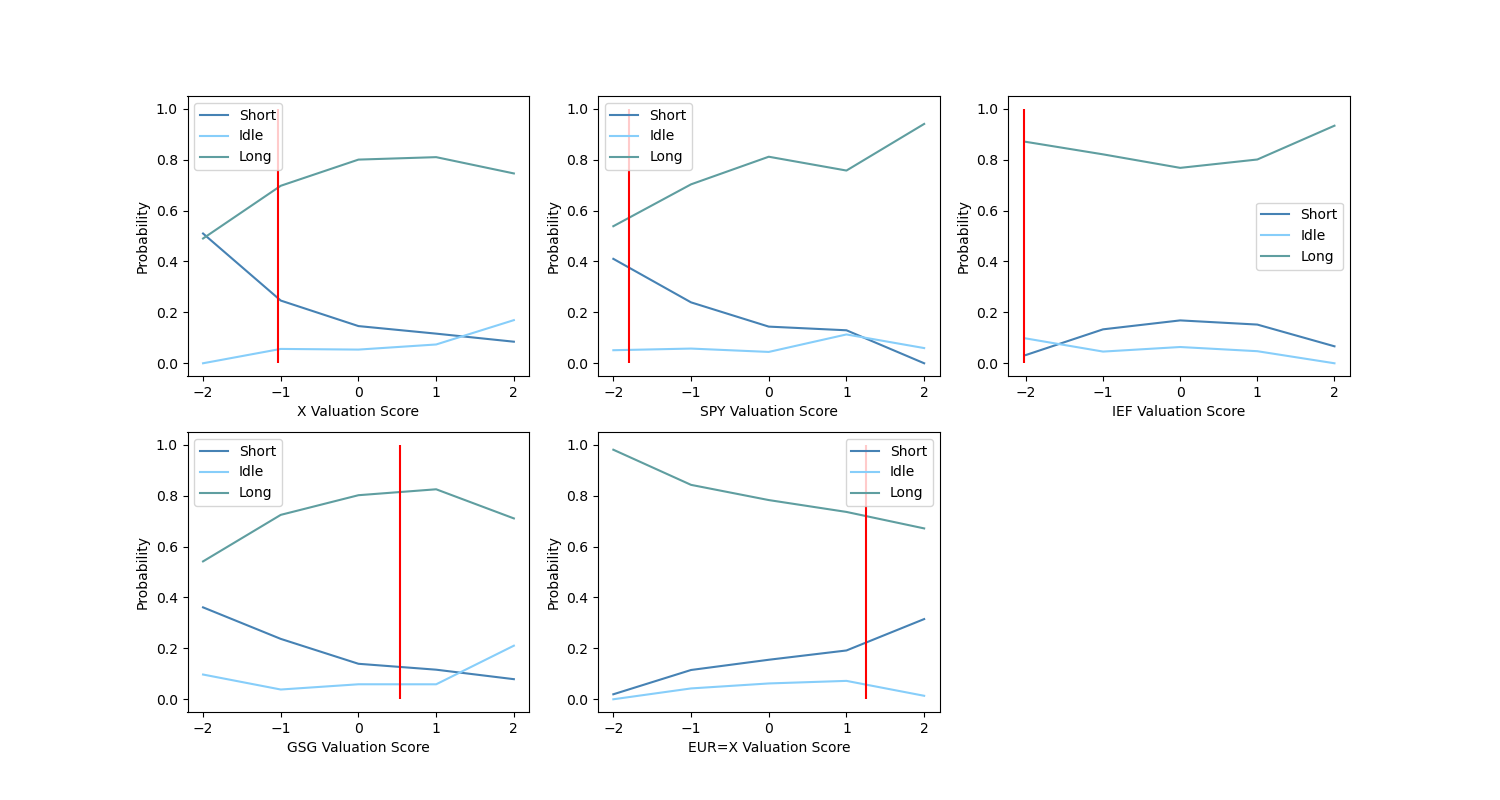 1.0
0.8
0.6
0.4
0.2
0.0
Probability
Short
Idle
Long
−2 −1 0 1 2
X Valuation Score
1.0
0.8
0.6
0.4
0.2
0.0
Probability
Short
Idle
Long
−2 −1 0 1 2
SPY Valuation Score
1.0
0.8
0.6
0.4
0.2
0.0
Probability
Short
Idle
Long
−2 −1 0 1 2
IEF Valuation Score
1.0
0.8
0.6
0.4
0.2
0.0
Probability
Short
Idle
Long
−2 −1 0 1 2
GSG Valuation Score
1.0
0.8
0.6
0.4
0.2
0.0
Probability
Short
Idle
Long
−2 −1 0 1 2
EUR=X Valuation Score